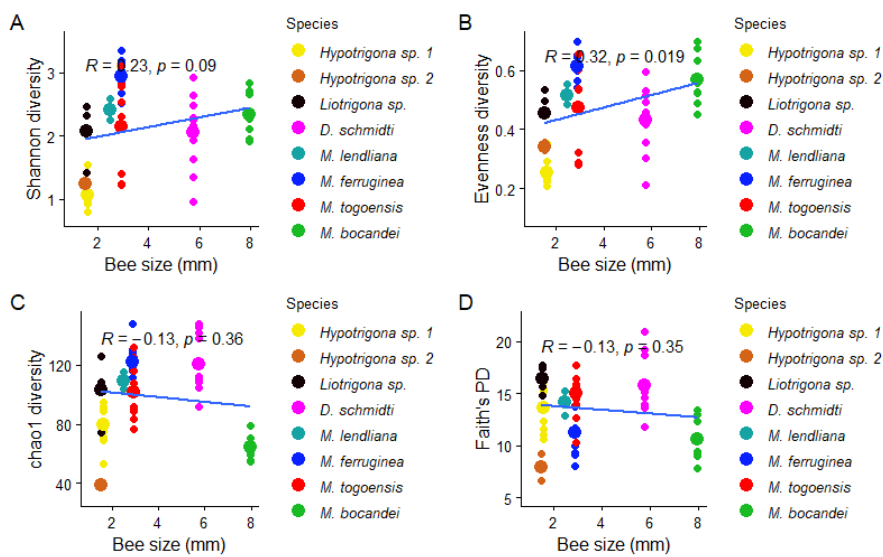 A
R = 0.23, p = 0.09
Shannon diversity
3
2
1
2 4 6 8
Bee size (mm)
Species
Hypotrigona sp. 1
Hypotrigona sp. 2
Liotrigona sp.
D. schmidti
M. lendliana
M. ferruginea
M. togoensis
M. bocandei
B
R = 0.32, p = 0.019
Evenness diversity
0.6
0.4
0.2
2 4 6 8
Bee size (mm)
Species
Hypotrigona sp. 1
Hypotrigona sp. 2
Liotrigona sp.
D. schmidti
M. lendliana
M. ferruginea
M. togoensis
M. bocandei
C
R = −0.13, p = 0.36
chao1 diversity
120
80
40
2 4 6 8
Bee size (mm)
Species
Hypotrigona sp. 1
Hypotrigona sp. 2
Liotrigona sp.
D. schmidti
M. lendliana
M. ferruginea
M. togoensis
M. bocandei
D
R = −0.13, p = 0.35
Faith's PD
20
15
10
5
2 4 6 8
Bee size (mm)
Species
Hypotrigona sp. 1
Hypotrigona sp. 2
Liotrigona sp.
D. schmidti
M. lendliana
M. ferruginea
M. togoensis
M. bocandei